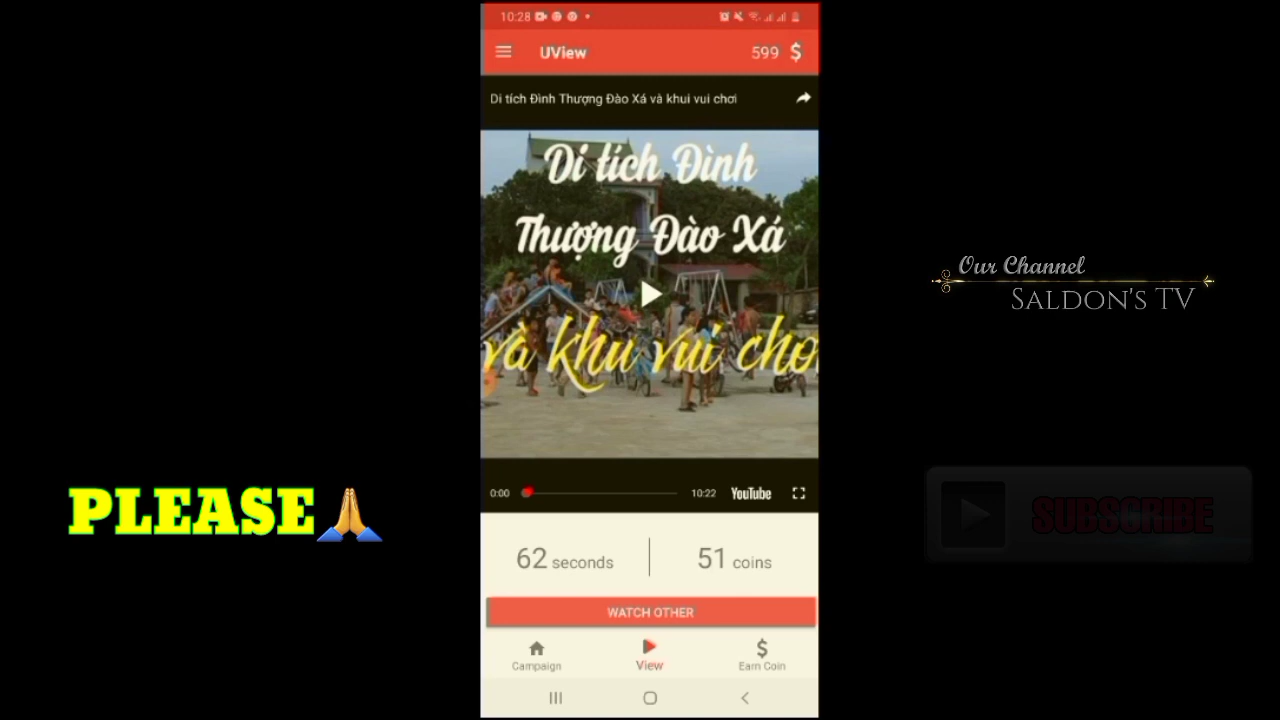 10:28
UView
599 $
Di tích Đình Thượng Đào Xá và khui vui chơi
Di tích Đình
Thượng Đào Xá
và khu vui chơi
0:00
10:22
YouTube
62 seconds
51 coins
WATCH OTHER
Campaign
View
Earn Coin
PLEASE🙏
Our Channel
SALDON'S TV
SUBSCRIBE